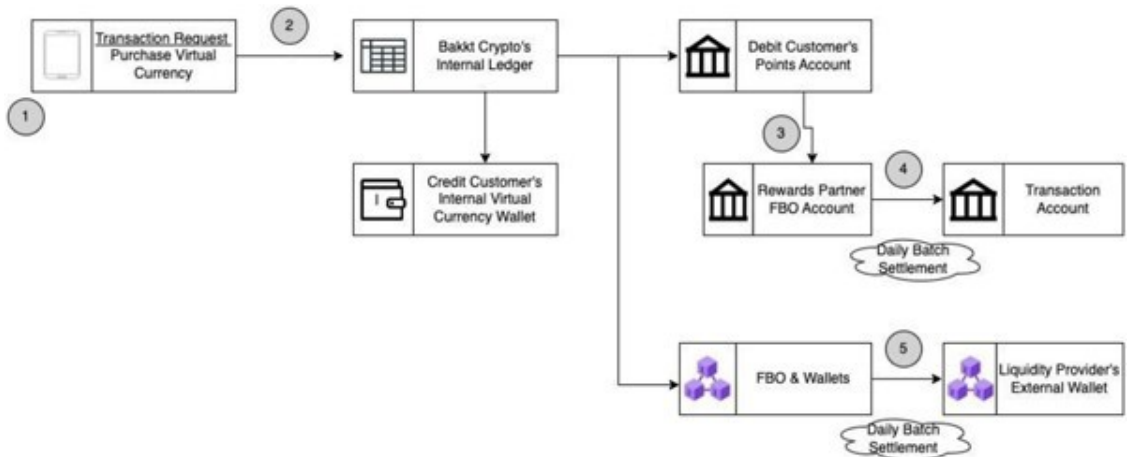 2
Transaction Request
Purchase Virtual
Currency
Bakkt Crypto's
Internal Ledger
Debit Customer's
Points Account
1
3
4
Credit Customer's
Internal Virtual
Currency Wallet
Rewards Partner
FBO Account
Transaction
Account
Daily Batch
Settlement
5
FBO & Wallets
Liquidity Provider's
External Wallet
Daily Batch
Settlement